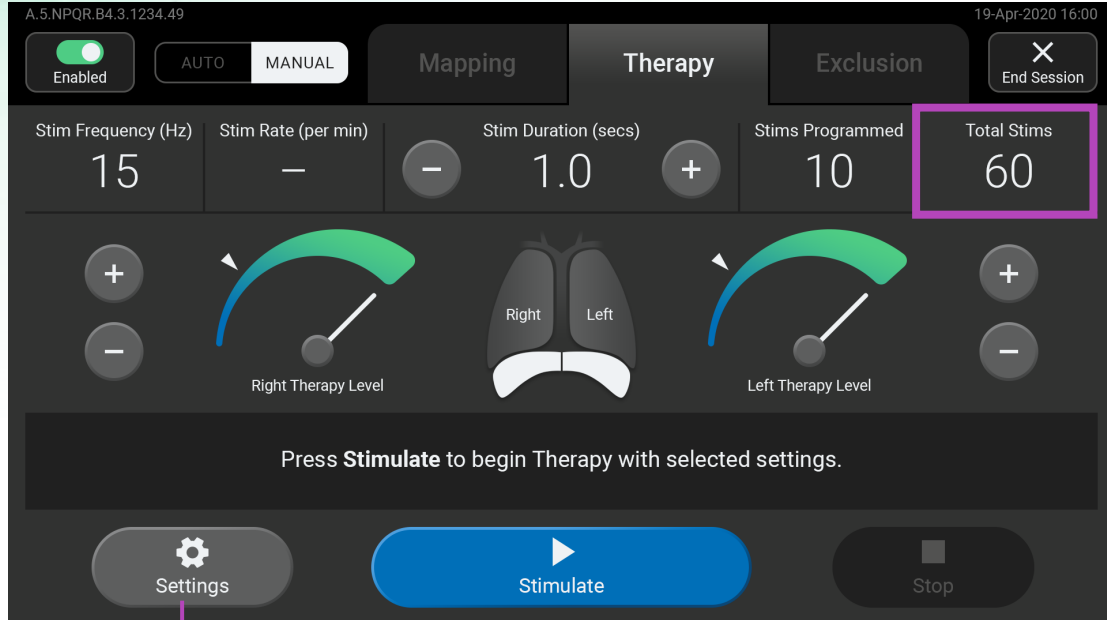 A.5.NPQR.B4.3.1234.49
19-Apr-2020 16:00
Enabled
AUTO
MANUAL
Mapping
Therapy
Exclusion
End Session
Stim Frequency (Hz)
15
Stim Rate (per min)
–
Stim Duration (secs)
1.0
Stims Programmed
10
Total Stims
60
Right
Left
Right Therapy Level
Left Therapy Level
Press Stimulate to begin Therapy with selected settings.
Settings
Stimulate
Stop